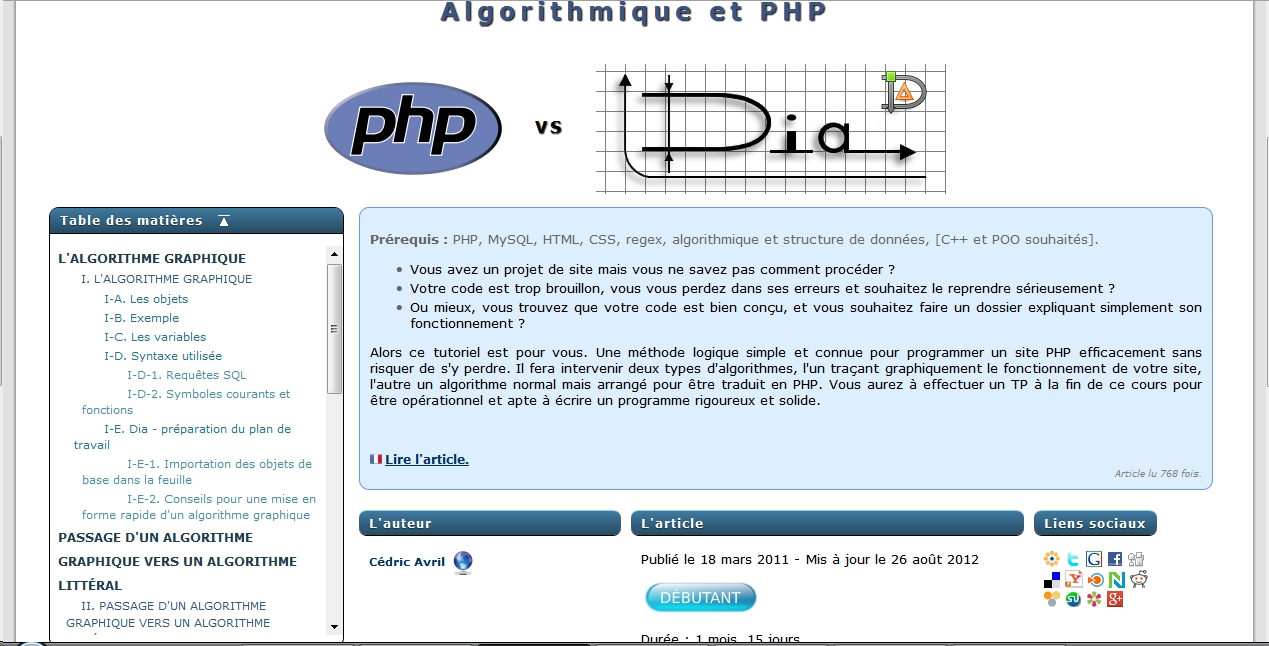 Algorithmique et PHP
php
vs
Dia
Table des matières
L'ALGORITHME GRAPHIQUE
I. L'ALGORITHME GRAPHIQUE
I-A. Les objets
I-B. Exemple
I-C. Les variables
I-D. Syntaxe utilisée
I-D-1. Requêtes SQL
I-D-2. Symboles courants et
fonctions
I-E. Dia - préparation du plan de
travail
I-E-1. Importation des objets de
base dans la feuille
I-E-2. Conseils pour une mise en
forme rapide d'un algorithme graphique
PASSAGE D'UN ALGORITHME
GRAPHIQUE VERS UN ALGORITHME
LITTÉRAL
II. PASSAGE D'UN ALGORITHME
GRAPHIQUE VERS UN ALGORITHME
Prérequis : PHP, MySQL, HTML, CSS, regex, algorithmique et structure de données, [C++ et POO souhaités].
Vous avez un projet de site mais vous ne savez pas comment procéder ?
Votre code est trop brouillon, vous vous perdez dans ses erreurs et souhaitez le reprendre sérieusement ?
Ou mieux, vous trouvez que votre code est bien conçu, et vous souhaitez faire un dossier expliquant simplement son
fonctionnement ?
Alors ce tutoriel est pour vous. Une méthode logique simple et connue pour programmer un site PHP efficacement sans
risquer de s'y perdre. Il fera intervenir deux types d'algorithmes, l'un traçant graphiquement le fonctionnement de votre site,
l'autre un algorithme normal mais arrangé pour être traduit en PHP. Vous aurez à effectuer un TP à la fin de ce cours pour
être opérationnel et apte à écrire un programme rigoureux et solide.
Lire l'article.
Article lu 768 fois.
L'auteur
Cédric Avril
L'article
Publié le 18 mars 2011 - Mis à jour le 26 août 2012
DÉBUTANT
Durée : 1 mois, 15 jours
Liens sociaux